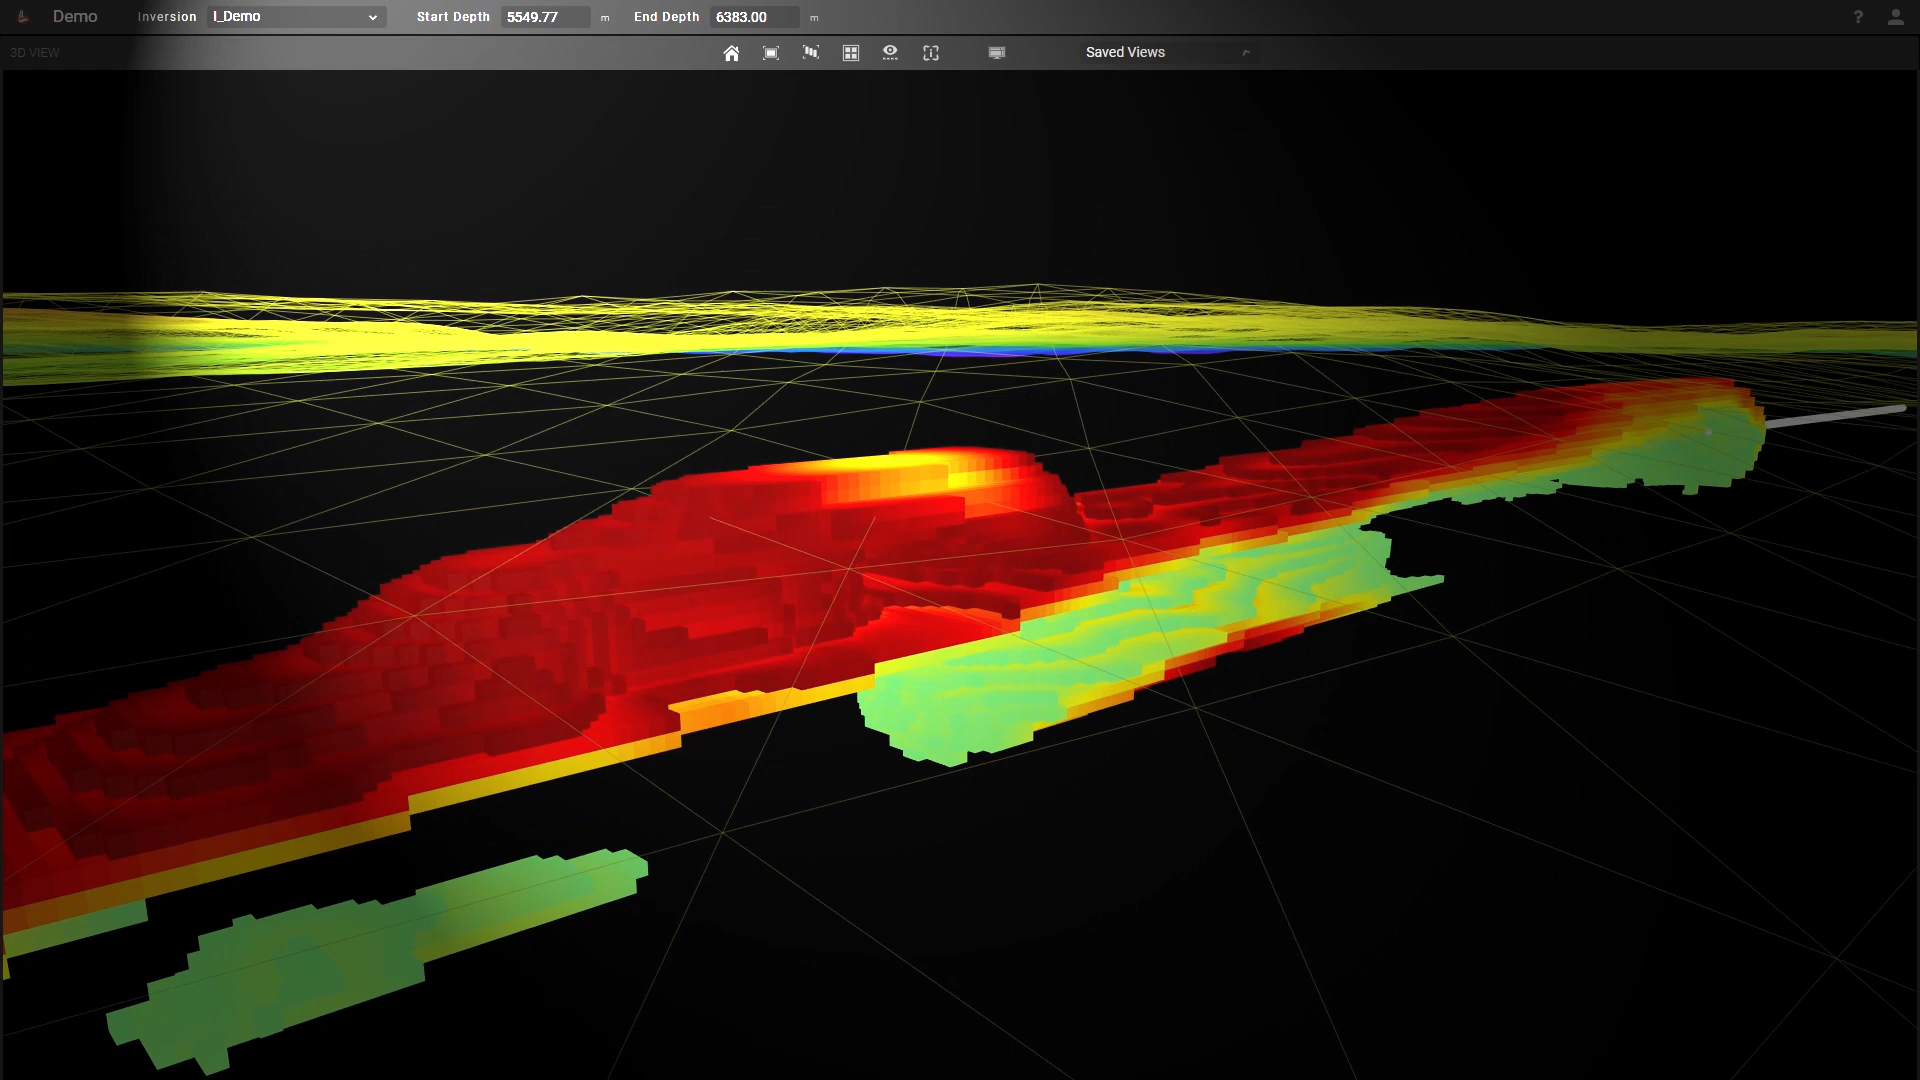 Demo Inversion I_Demo Start Depth 5549.77 m End Depth 6383.00 m ?
3D VIEW Saved Views